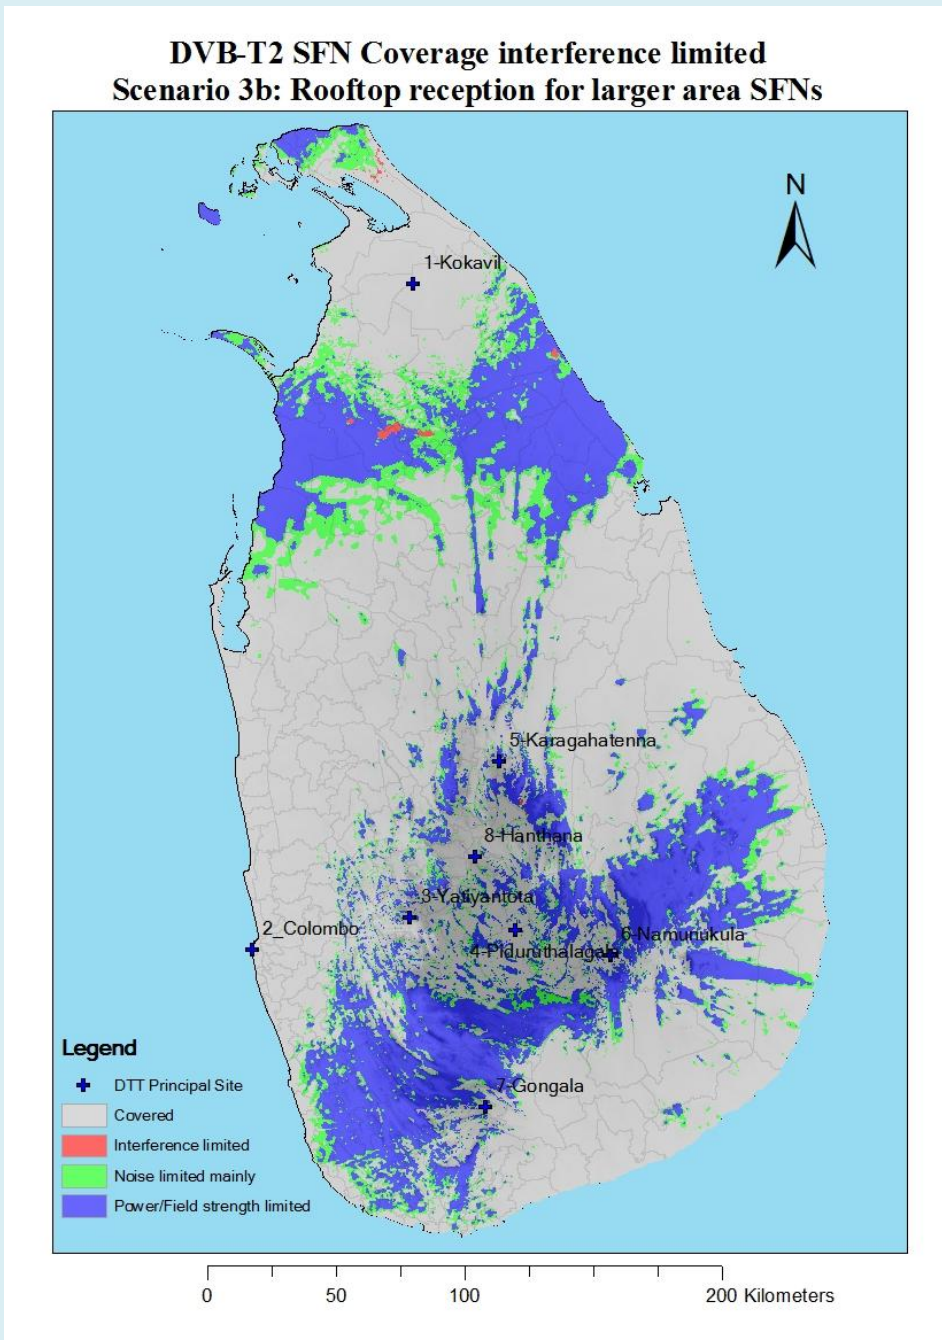 DVB-T2 SFN Coverage interference limited
Scenario 3b: Rooftop reception for larger area SFNs
N
1-Kokavil
5-Karagahatenna
8-Hanthana
3-Yatiyantota
2_Colombo
6-Namunukula
4-Piduruthalagala
7-Gongala
Legend
DTT Principal Site
Covered
Interference limited
Noise limited mainly
Power/Field strength limited
0 50 100 200 Kilometers